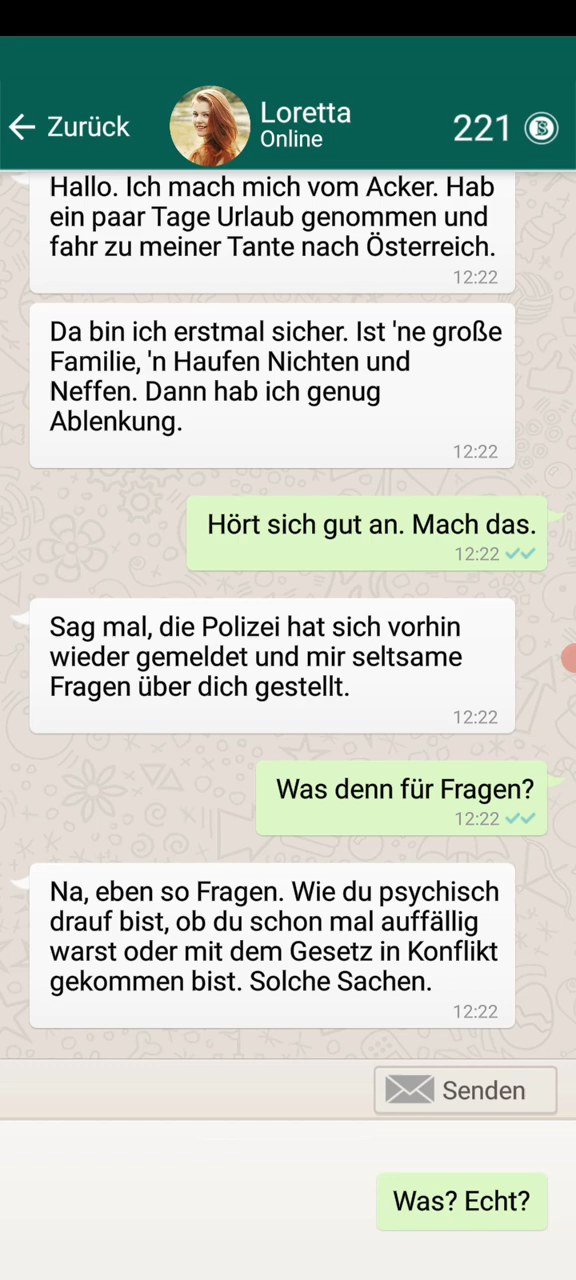 Zurück
Loretta
Online
221
Hallo. Ich mach mich vom Acker. Hab
ein paar Tage Urlaub genommen und
fahr zu meiner Tante nach Österreich.
12:22
Da bin ich erstmal sicher. Ist 'ne große
Familie, 'n Haufen Nichten und
Neffen. Dann hab ich genug
Ablenkung.
12:22
Hört sich gut an. Mach das.
12:22
Sag mal, die Polizei hat sich vorhin
wieder gemeldet und mir seltsame
Fragen über dich gestellt.
12:22
Was denn für Fragen?
12:22
Na, eben so Fragen. Wie du psychisch
drauf bist, ob du schon mal auffällig
warst oder mit dem Gesetz in Konflikt
gekommen bist. Solche Sachen.
12:22
Senden
Was? Echt?